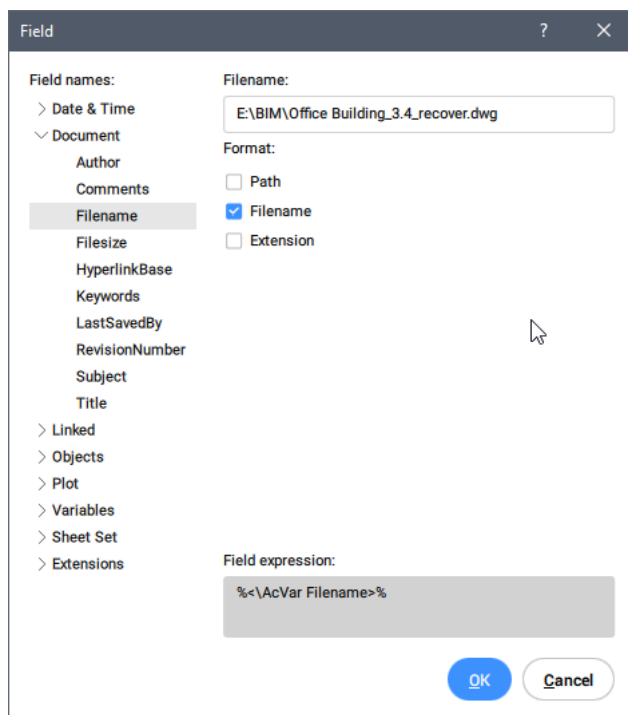 Field
?
Field names:
Date & Time
Document
Author
Comments
Filename
Filesize
HyperlinkBase
Keywords
LastSavedBy
RevisionNumber
Subject
Title
Linked
Objects
Plot
Variables
Sheet Set
Extensions
Filename:
E:\BIM\Office Building_3.4_recover.dwg
Format:
Path
Filename
Extension
Field expression:
%<\AcVar Filename>%
OK
Cancel